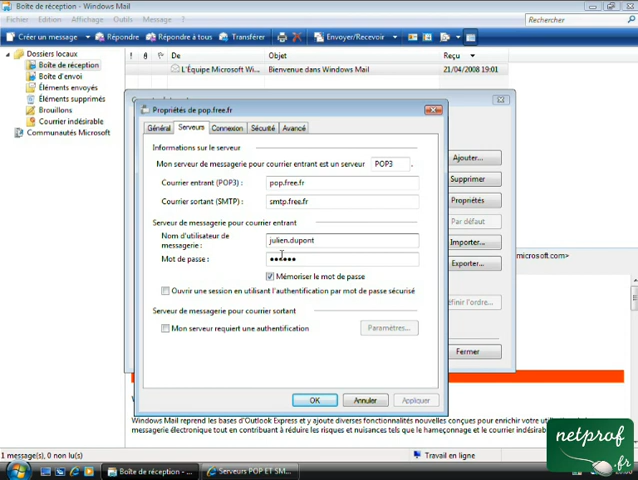 Boîte de réception - Windows Mail
Fichier Edition Affichage Outils Message ?
Rechercher
Créer un message Répondre Répondre à tous Transférer Envoyer/Recevoir
Dossiers locaux
Boîte de réception
Boîte d'envoi
Éléments envoyés
Éléments supprimés
Brouillons
Courrier indésirable
Communautés Microsoft
De Objet Reçu
L'Équipe Microsoft Wi... Bienvenue dans Windows Mail 21/04/2008 19:01
Propriétés de pop.free.fr
Général Serveurs Connexion Sécurité Avancé
Informations sur le serveur
Mon serveur de messagerie pour courrier entrant est un serveur POP3 .
Courrier entrant (POP3) : pop.free.fr
Courrier sortant (SMTP) : smtp.free.fr
Serveur de messagerie pour courrier entrant
Nom d'utilisateur de
messagerie : julien.dupont
Mot de passe : ●●●●●●
Mémoriser le mot de passe
Ouvrir une session en utilisant l'authentification par mot de passe sécurisé
Serveur de messagerie pour courrier sortant
Mon serveur requiert une authentification Paramètres...
OK Annuler Appliquer
Ajouter...
Supprimer
Propriétés
Par défaut
Importer...
Exporter...
éfinir l'ordre...
Fermer
microsoft.com>
Windows Mail reprend les bases d'Outlook Express et y ajoute diverses fonctionnalités nouvelles conçues pour enrichir votre utilis
messagerie électronique tout en contribuant à réduire les risques et nuisances tels que le hameçonnage et le courrier indésirab
1 message(s), 0 non lu(s) Travail en ligne
Boîte de réception - ... Serveurs POP ET SM...
netprof
.fr